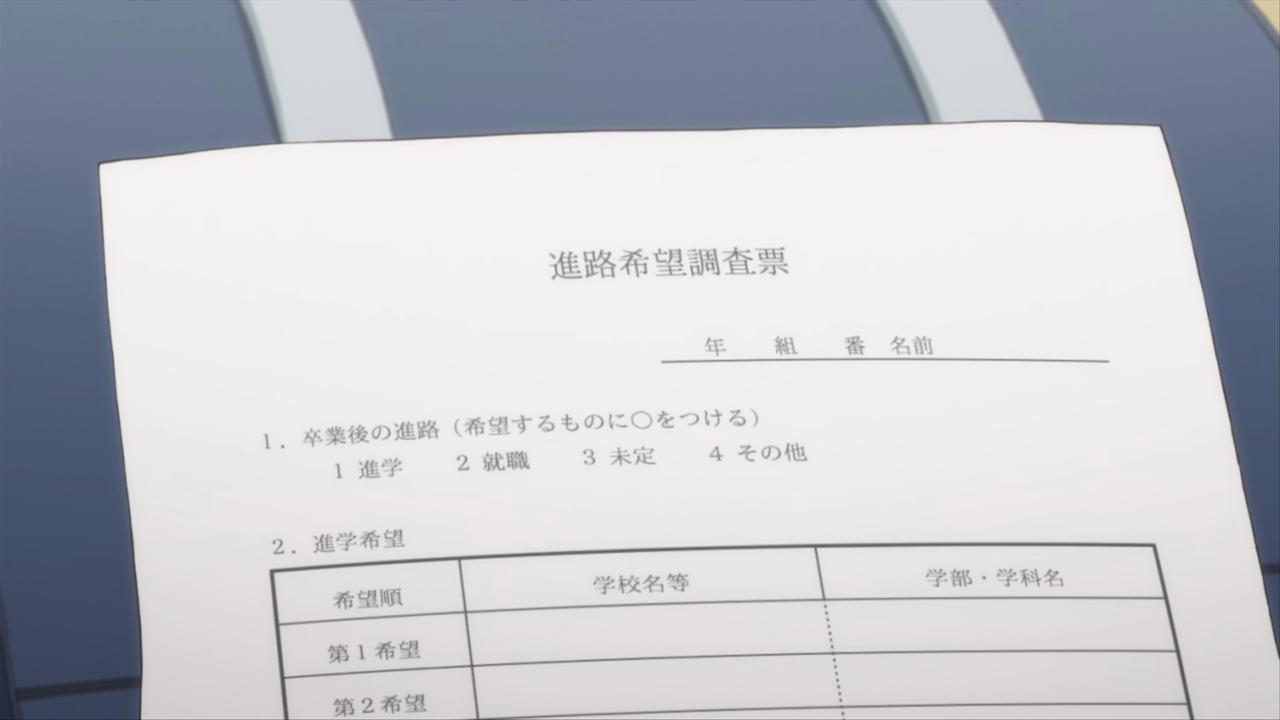 進路希望調査票
年 組 番 名前
1. 卒業後の進路（希望するものに○をつける）
1 進学 2 就職 3 未定 4 その他
2. 進学希望
希望順 学校名等 学部・学科名
第1希望
第2希望